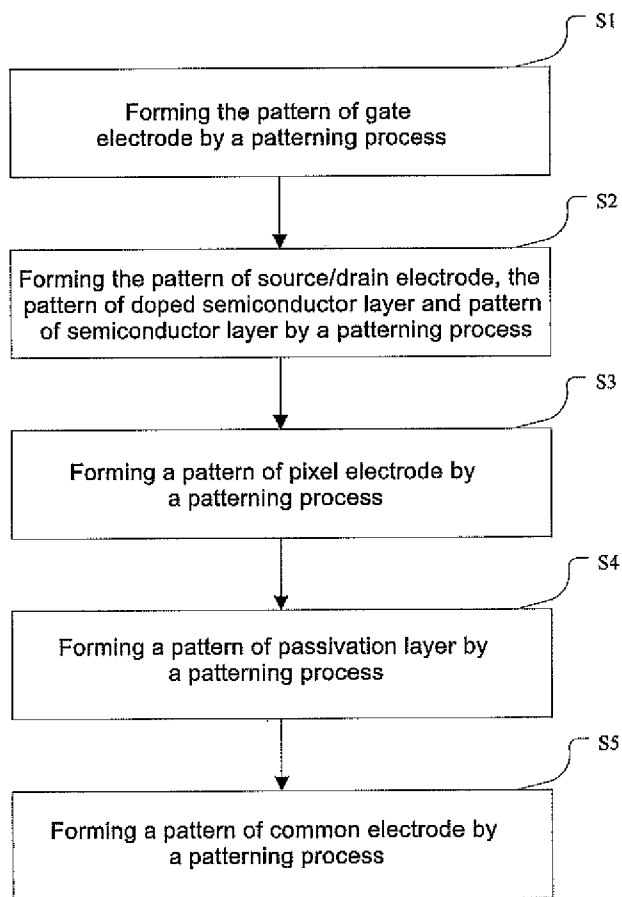 S1
Forming the pattern of gate
electrode by a patterning process
S2
Forming the pattern of source/drain electrode, the
pattern of doped semiconductor layer and pattern
of semiconductor layer by a patterning process
S3
Forming a pattern of pixel electrode by
a patterning process
S4
Forming a pattern of passivation layer by
a patterning process
S5
Forming a pattern of common electrode by
a patterning process